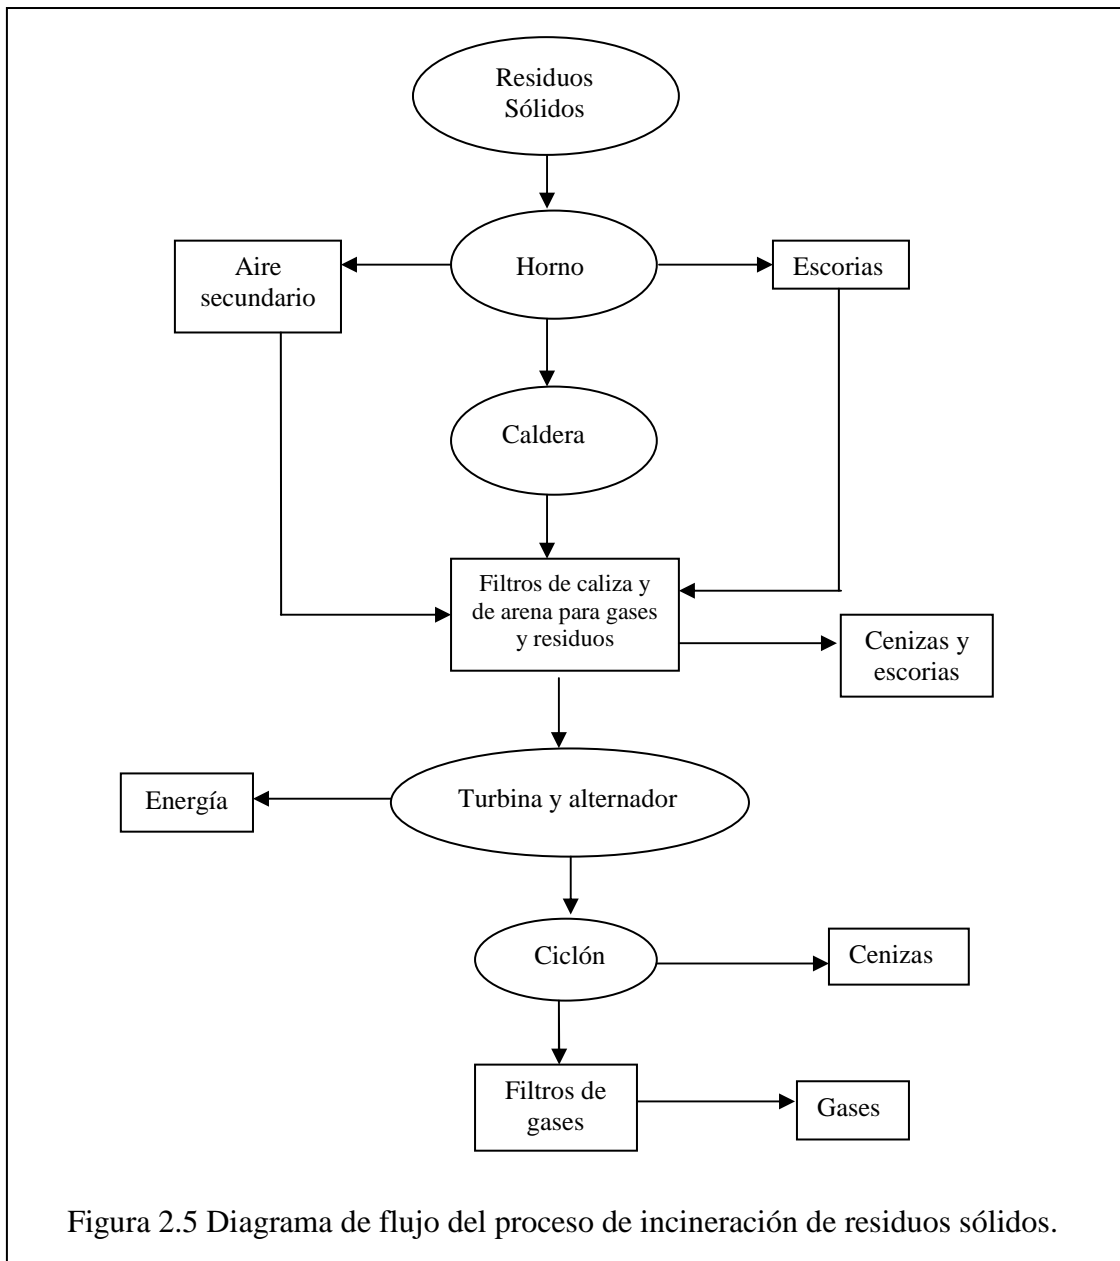 Residuos
Sólidos
Aire
secundario
Horno
Escorias
Caldera
Filtros de caliza y
de arena para gases
y residuos
Cenizas y
escorias
Energía
Turbina y alternador
Ciclón
Cenizas
Filtros de
gases
Gases
Figura 2.5 Diagrama de flujo del proceso de incineración de residuos sólidos.